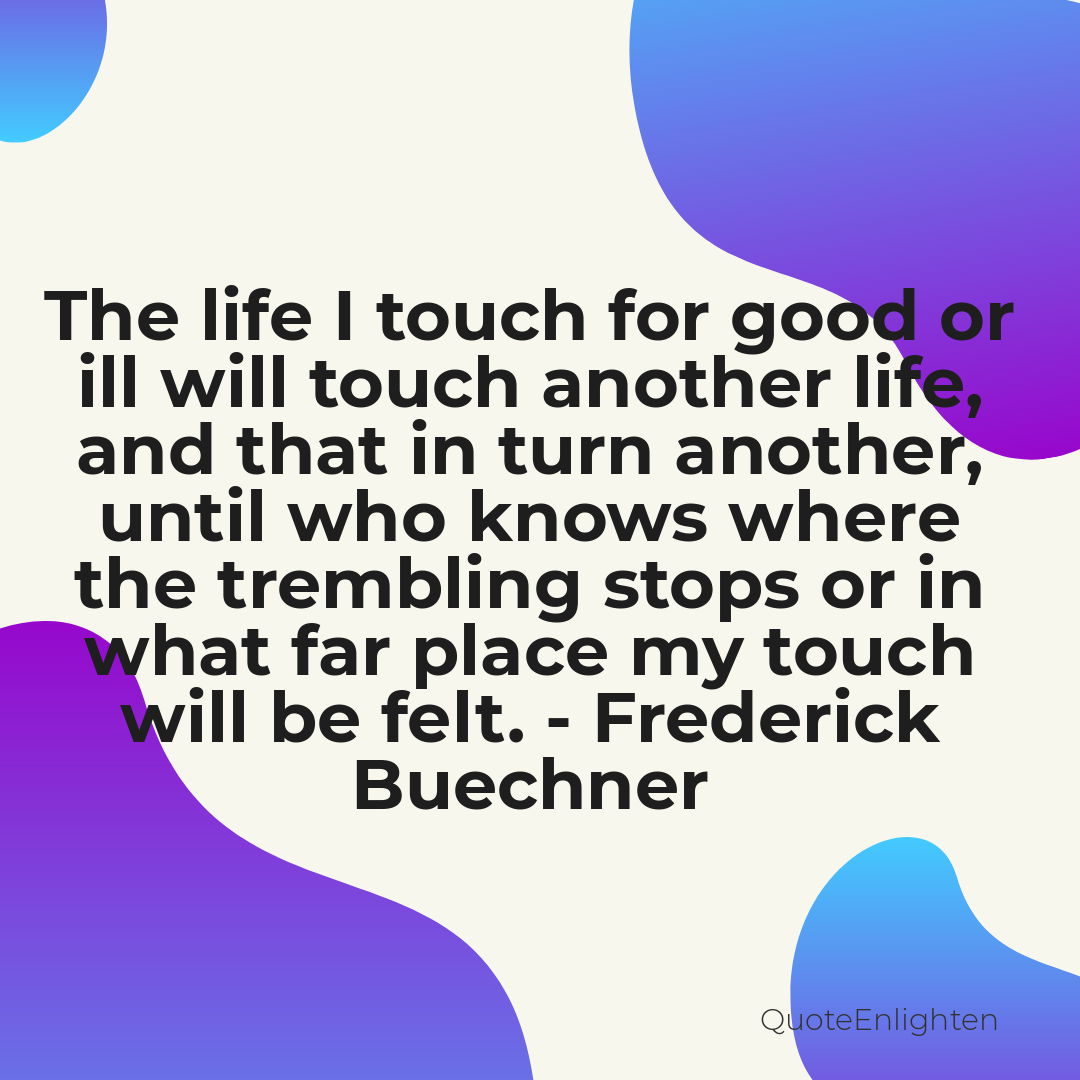 The life I touch for good or
ill will touch another life,
and that in turn another,
until who knows where
the trembling stops or in
what far place my touch
will be felt. - Frederick
Buechner
QuoteEnlighten